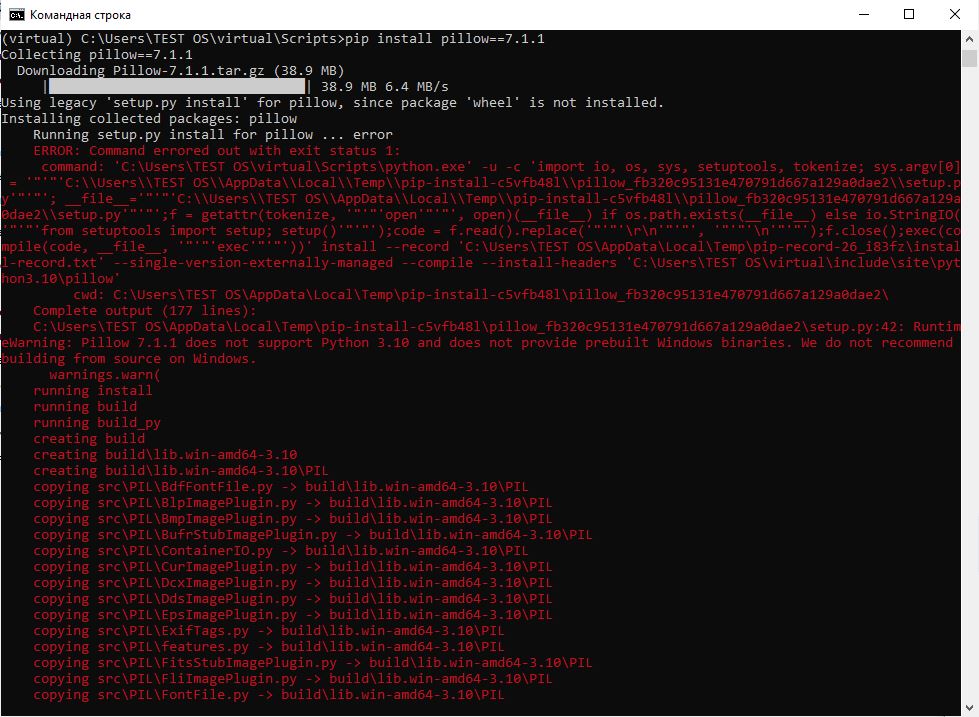 Командная строка
(virtual) C:\Users\TEST OS\virtual\Scripts>pip install pillow==7.1.1
Collecting pillow==7.1.1
  Downloading Pillow-7.1.1.tar.gz (38.9 MB)
     |████████████████████████████████| 38.9 MB 6.4 MB/s
Using legacy 'setup.py install' for pillow, since package 'wheel' is not installed.
Installing collected packages: pillow
    Running setup.py install for pillow ... error
    ERROR: Command errored out with exit status 1:
     command: 'C:\Users\TEST OS\virtual\Scripts\python.exe' -u -c 'import io, os, sys, setuptools, tokenize; sys.argv[0]
 = '"'"'C:\\Users\\TEST OS\\AppData\\Local\\Temp\\pip-install-c5vfb48l\\pillow_fb320c95131e470791d667a129a0dae2\\setup.p
y'"'"'; __file__='"'"'C:\\Users\\TEST OS\\AppData\\Local\\Temp\\pip-install-c5vfb48l\\pillow_fb320c95131e470791d667a129a
0dae2\\setup.py'"'"';f = getattr(tokenize, '"'"'open'"'"', open)(__file__) if os.path.exists(__file__) else io.StringIO(
'"'"'from setuptools import setup; setup()'"'"');code = f.read().replace('"'"'\r\n'"'"', '"'"'\n'"'"');f.close();exec(co
mpile(code, __file__, '"'"'exec'"'"'))' install --record 'C:\Users\TEST OS\AppData\Local\Temp\pip-record-26_i83fz\instal
l-record.txt' --single-version-externally-managed --compile --install-headers 'C:\Users\TEST OS\virtual\include\site\pyt
hon3.10\pillow'
         cwd: C:\Users\TEST OS\AppData\Local\Temp\pip-install-c5vfb48l\pillow_fb320c95131e470791d667a129a0dae2\
    Complete output (177 lines):
    C:\Users\TEST OS\AppData\Local\Temp\pip-install-c5vfb48l\pillow_fb320c95131e470791d667a129a0dae2\setup.py:42: Runtim
eWarning: Pillow 7.1.1 does not support Python 3.10 and does not provide prebuilt Windows binaries. We do not recommend
building from source on Windows.
      warnings.warn(
    running install
    running build
    running build_py
    creating build
    creating build\lib.win-amd64-3.10
    creating build\lib.win-amd64-3.10\PIL
    copying src\PIL\BdfFontFile.py -> build\lib.win-amd64-3.10\PIL
    copying src\PIL\BlpImagePlugin.py -> build\lib.win-amd64-3.10\PIL
    copying src\PIL\BmpImagePlugin.py -> build\lib.win-amd64-3.10\PIL
    copying src\PIL\BufrStubImagePlugin.py -> build\lib.win-amd64-3.10\PIL
    copying src\PIL\ContainerIO.py -> build\lib.win-amd64-3.10\PIL
    copying src\PIL\CurImagePlugin.py -> build\lib.win-amd64-3.10\PIL
    copying src\PIL\DcxImagePlugin.py -> build\lib.win-amd64-3.10\PIL
    copying src\PIL\DdsImagePlugin.py -> build\lib.win-amd64-3.10\PIL
    copying src\PIL\EpsImagePlugin.py -> build\lib.win-amd64-3.10\PIL
    copying src\PIL\ExifTags.py -> build\lib.win-amd64-3.10\PIL
    copying src\PIL\features.py -> build\lib.win-amd64-3.10\PIL
    copying src\PIL\FitsStubImagePlugin.py -> build\lib.win-amd64-3.10\PIL
    copying src\PIL\FliImagePlugin.py -> build\lib.win-amd64-3.10\PIL
    copying src\PIL\FontFile.py -> build\lib.win-amd64-3.10\PIL